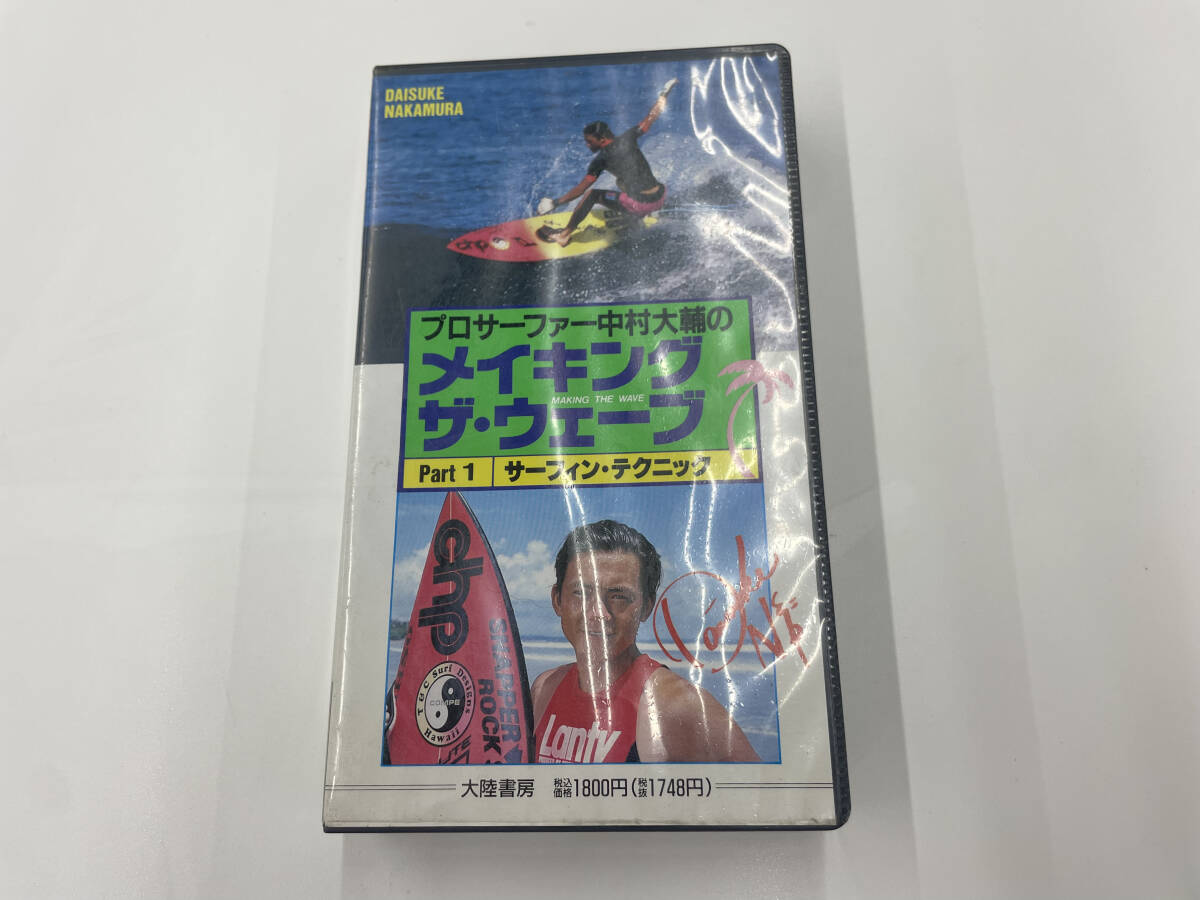 DAISUKE
NAKAMURA
プロサーファー中村大輔の
メイキング
MAKING THE WAVE
ザ・ウェーブ
Part 1 サーフィン・テクニック
chp
SHAPPER
ROCK
T&C Surf Designs
COMPE
Hawaii
Lanty
Daisuke
大陸書房 税込価格1800円(税抜1748円)